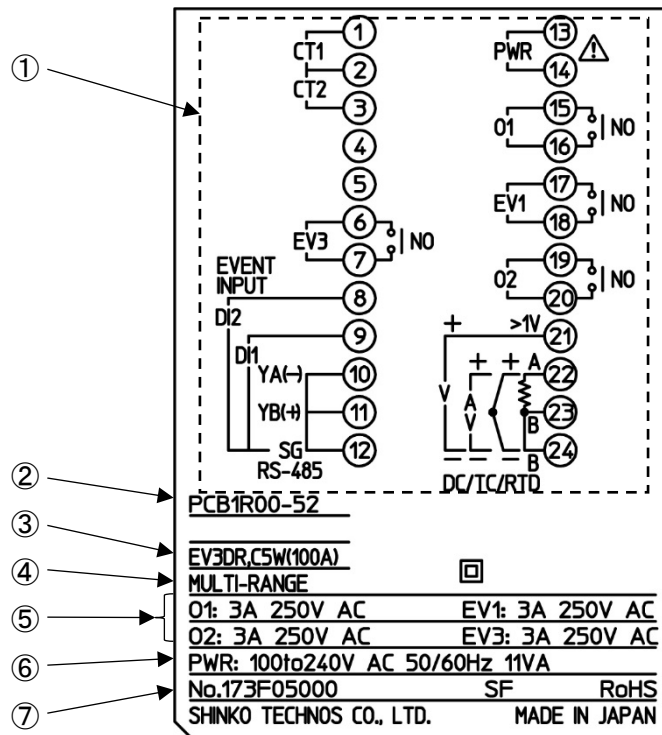 ① ② ③ ④ ⑤ ⑥ ⑦
CT1
CT2
1
2
3
4
5
EV3
6
7
NO
EVENT
INPUT
8
DI2
9
DI1
YA(-)
10
YB(+)
11
SG
12
RS-485
PWR
13
14
O1
15
16
NO
EV1
17
18
NO
O2
19
20
NO
+ >1V
21
+ + A
22
V A V
B
23
B
24
DC/TC/RTD
PCB1R00-52
EV3DR,C5W(100A)
MULTI-RANGE
O1: 3A 250V AC EV1: 3A 250V AC
O2: 3A 250V AC EV3: 3A 250V AC
PWR: 100to240V AC 50/60Hz 11VA
No.173F05000 SF RoHS
SHINKO TECHNOS CO., LTD. MADE IN JAPAN